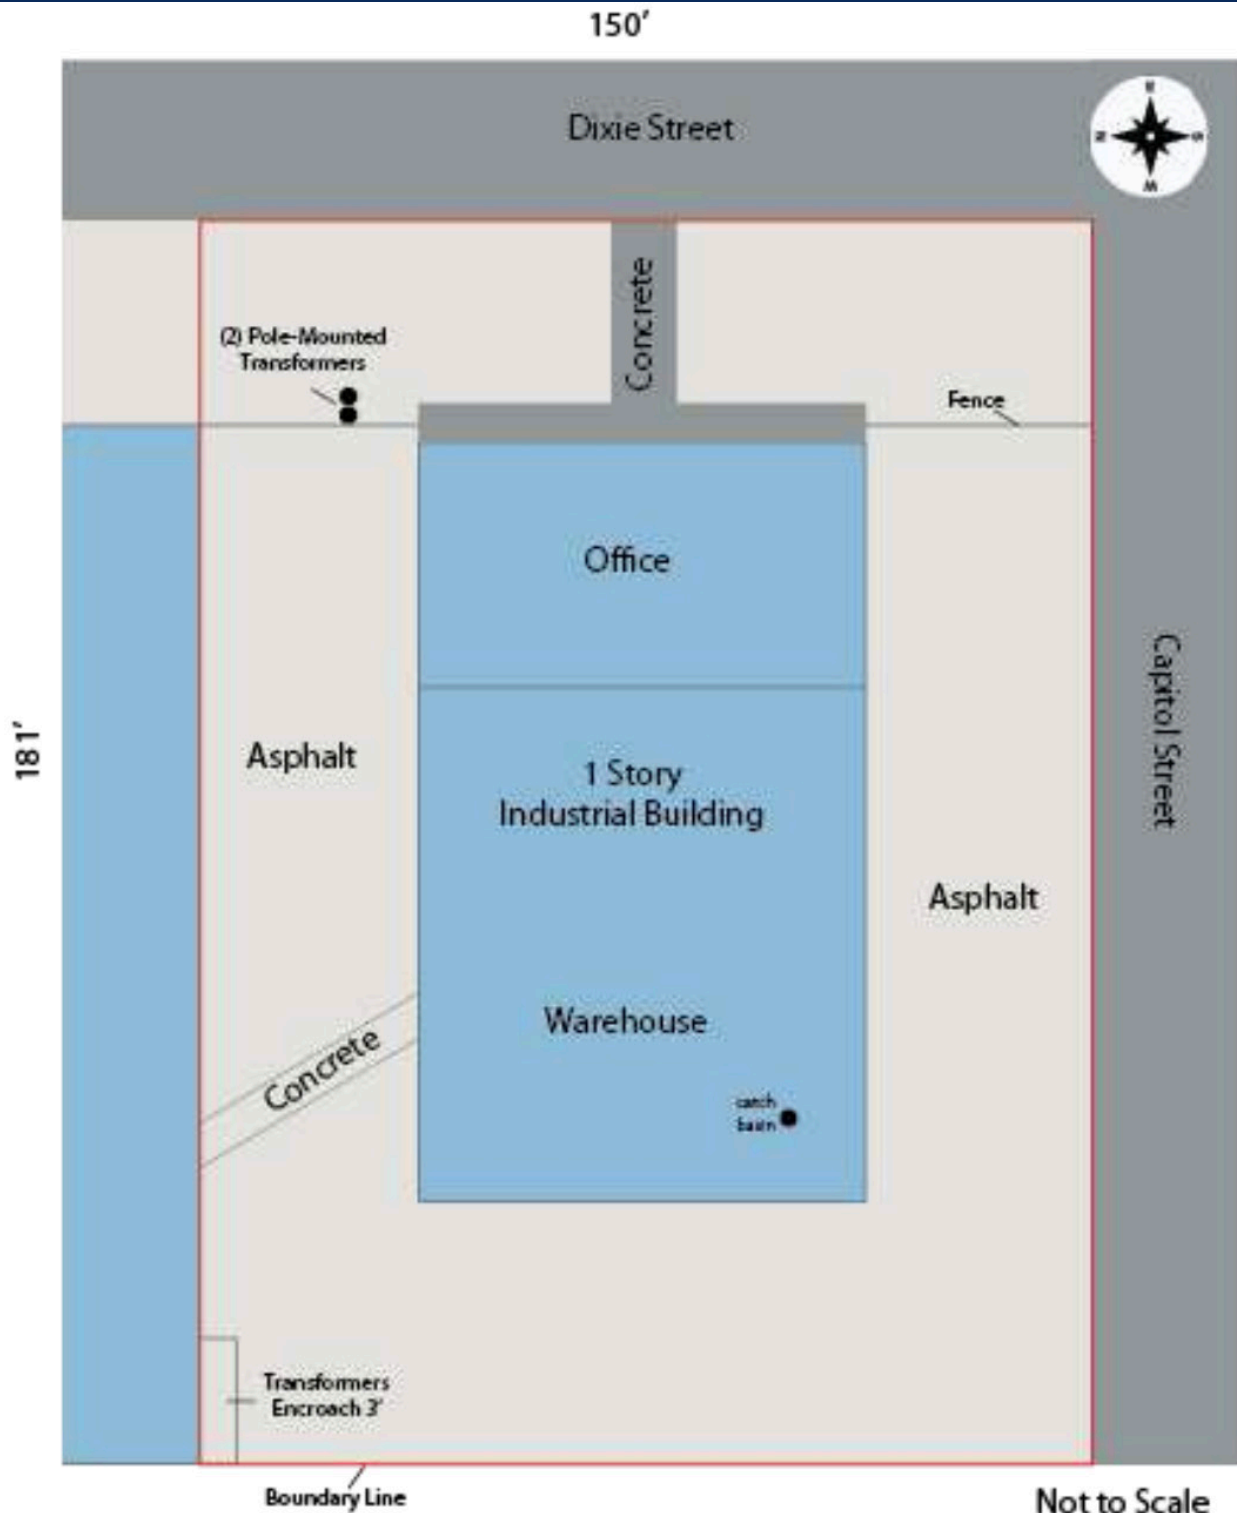 150’
Dixie Street
Concrete
(2) Pole-Mounted
Transformers
Fence
Office
181’
Capitol Street
Asphalt
1 Story
Industrial Building
Asphalt
Warehouse
Concrete
catch
basin
Transformers
Encroach 3’
Boundary Line
Not to Scale